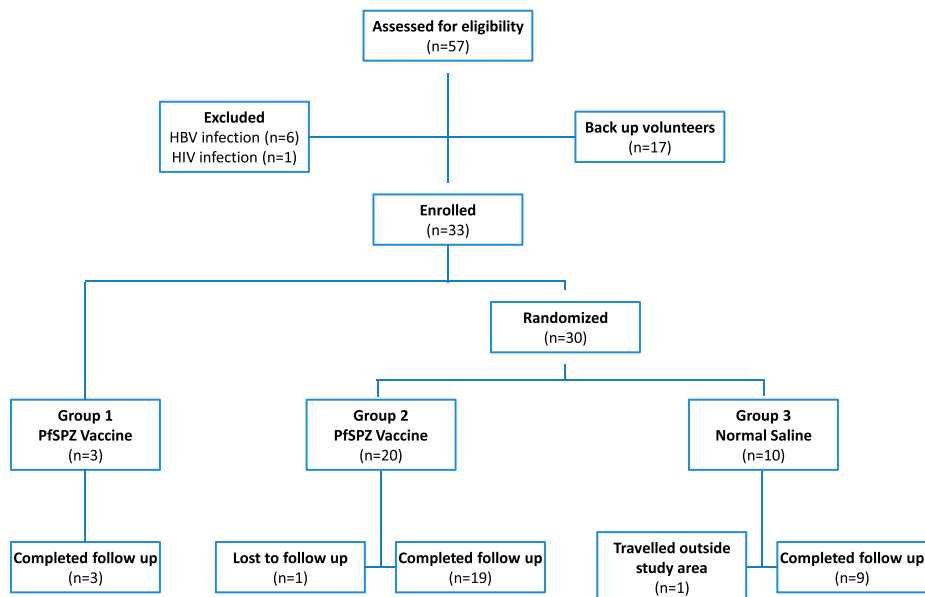 Assessed for eligibility
(n=57)
Excluded
HBV infection (n=6)
HIV infection (n=1)
Back up volunteers
(n=17)
Enrolled
(n=33)
Randomized
(n=30)
Group 1
PfSPZ Vaccine
(n=3)
Group 2
PfSPZ Vaccine
(n=20)
Group 3
Normal Saline
(n=10)
Completed follow up
(n=3)
Lost to follow up
(n=1)
Completed follow up
(n=19)
Travelled outside
study area
(n=1)
Completed follow up
(n=9)